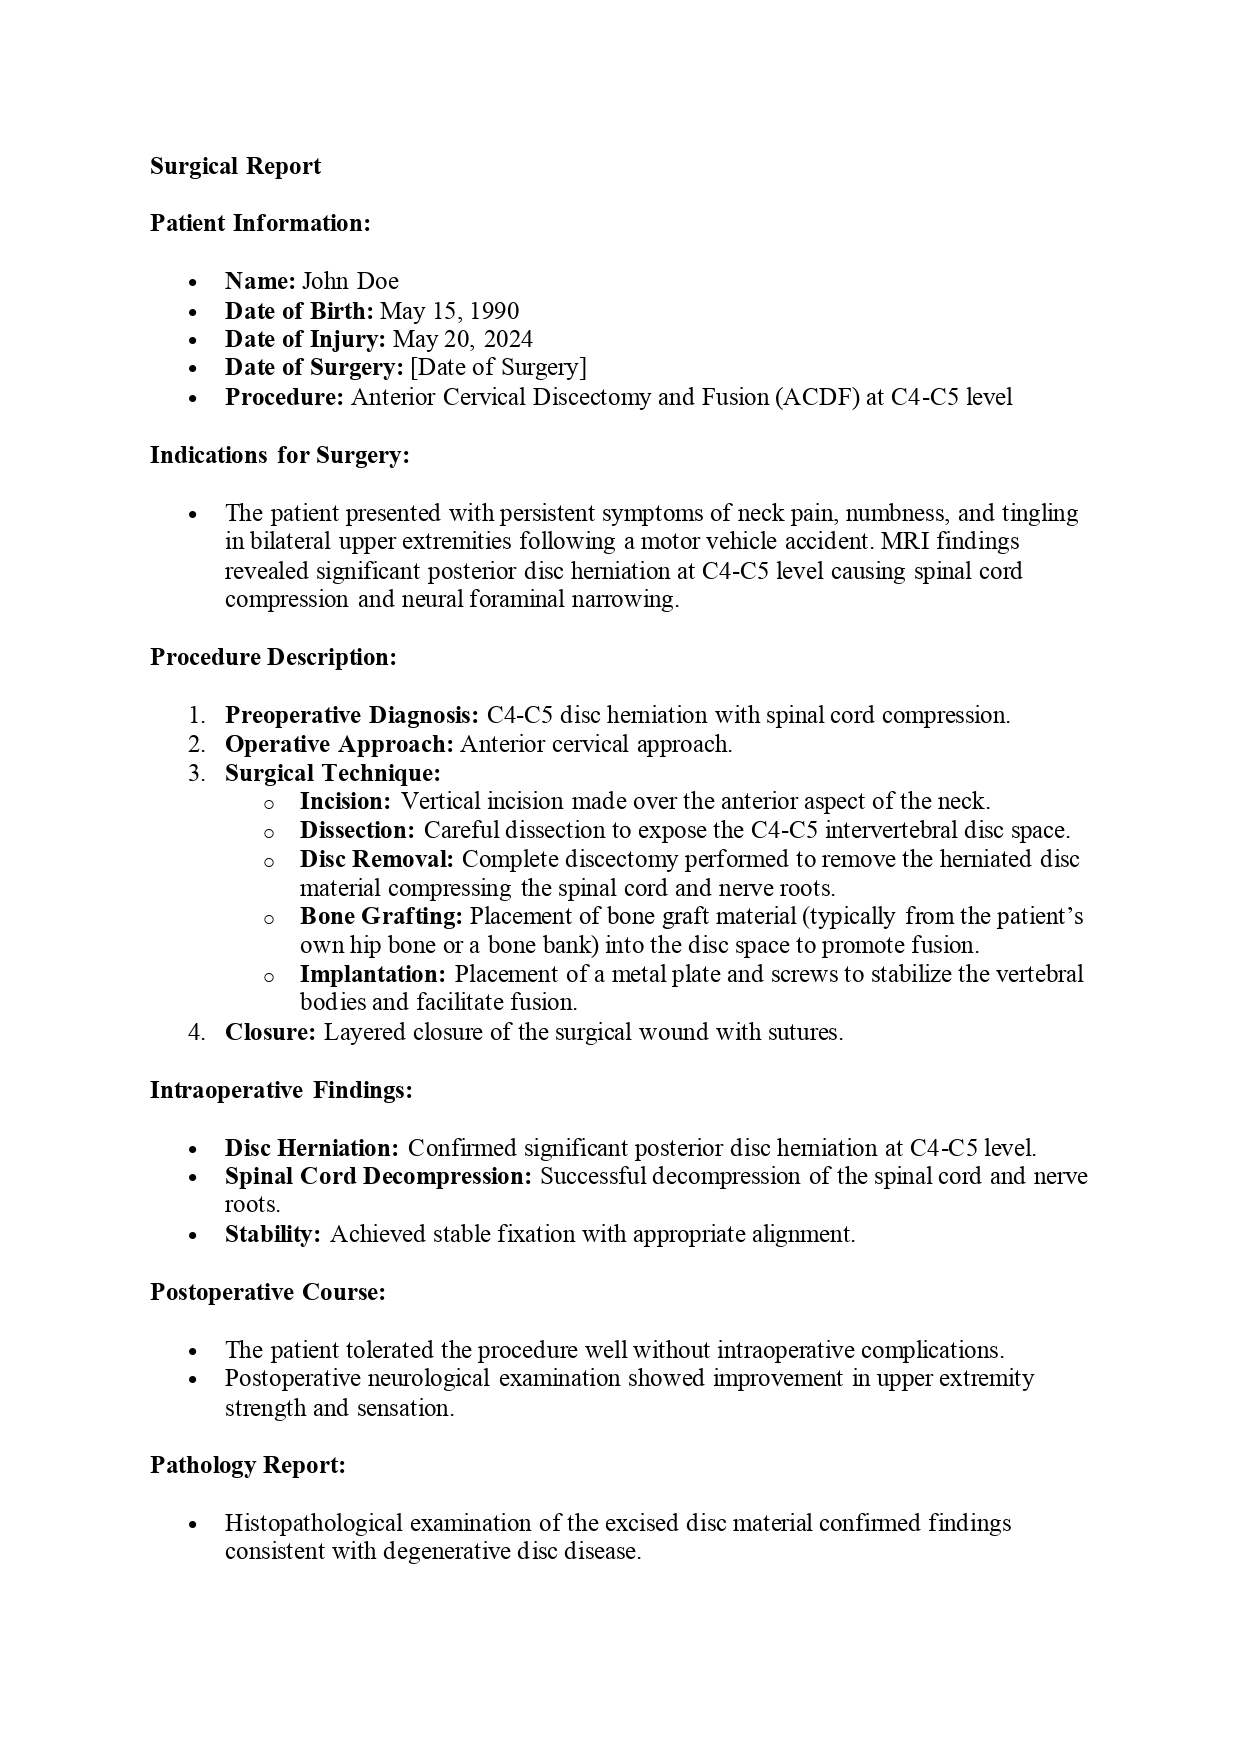 Surgical Report
Patient Information:
• Name: John Doe
• Date of Birth: May 15, 1990
• Date of Injury: May 20, 2024
• Date of Surgery: [Date of Surgery]
• Procedure: Anterior Cervical Discectomy and Fusion (ACDF) at C4-C5 level
Indications for Surgery:
• The patient presented with persistent symptoms of neck pain, numbness, and tingling
in bilateral upper extremities following a motor vehicle accident. MRI findings
revealed significant posterior disc herniation at C4-C5 level causing spinal cord
compression and neural foraminal narrowing.
Procedure Description:
1. Preoperative Diagnosis: C4-C5 disc herniation with spinal cord compression.
2. Operative Approach: Anterior cervical approach.
3. Surgical Technique:
o Incision: Vertical incision made over the anterior aspect of the neck.
o Dissection: Careful dissection to expose the C4-C5 intervertebral disc space.
o Disc Removal: Complete discectomy performed to remove the herniated disc
material compressing the spinal cord and nerve roots.
o Bone Grafting: Placement of bone graft material (typically from the patient’s
own hip bone or a bone bank) into the disc space to promote fusion.
o Implantation: Placement of a metal plate and screws to stabilize the vertebral
bodies and facilitate fusion.
4. Closure: Layered closure of the surgical wound with sutures.
Intraoperative Findings:
• Disc Herniation: Confirmed significant posterior disc herniation at C4-C5 level.
• Spinal Cord Decompression: Successful decompression of the spinal cord and nerve
roots.
• Stability: Achieved stable fixation with appropriate alignment.
Postoperative Course:
• The patient tolerated the procedure well without intraoperative complications.
• Postoperative neurological examination showed improvement in upper extremity
strength and sensation.
Pathology Report:
• Histopathological examination of the excised disc material confirmed findings
consistent with degenerative disc disease.